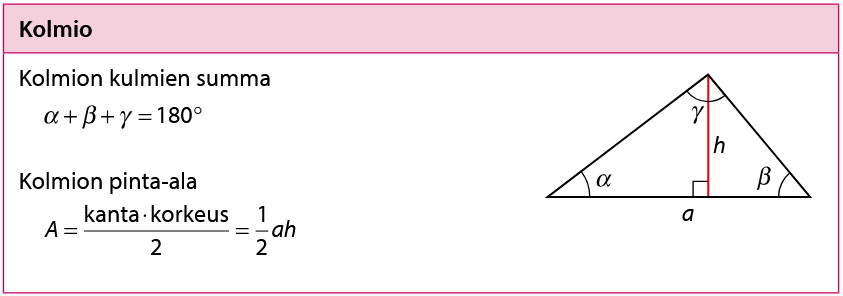 Kolmio
Kolmion kulmien summa
α + β + γ = 180°
Kolmion pinta-ala
A = kanta · korkeus / 2 = 1/2 ah
γ
h
α
β
a